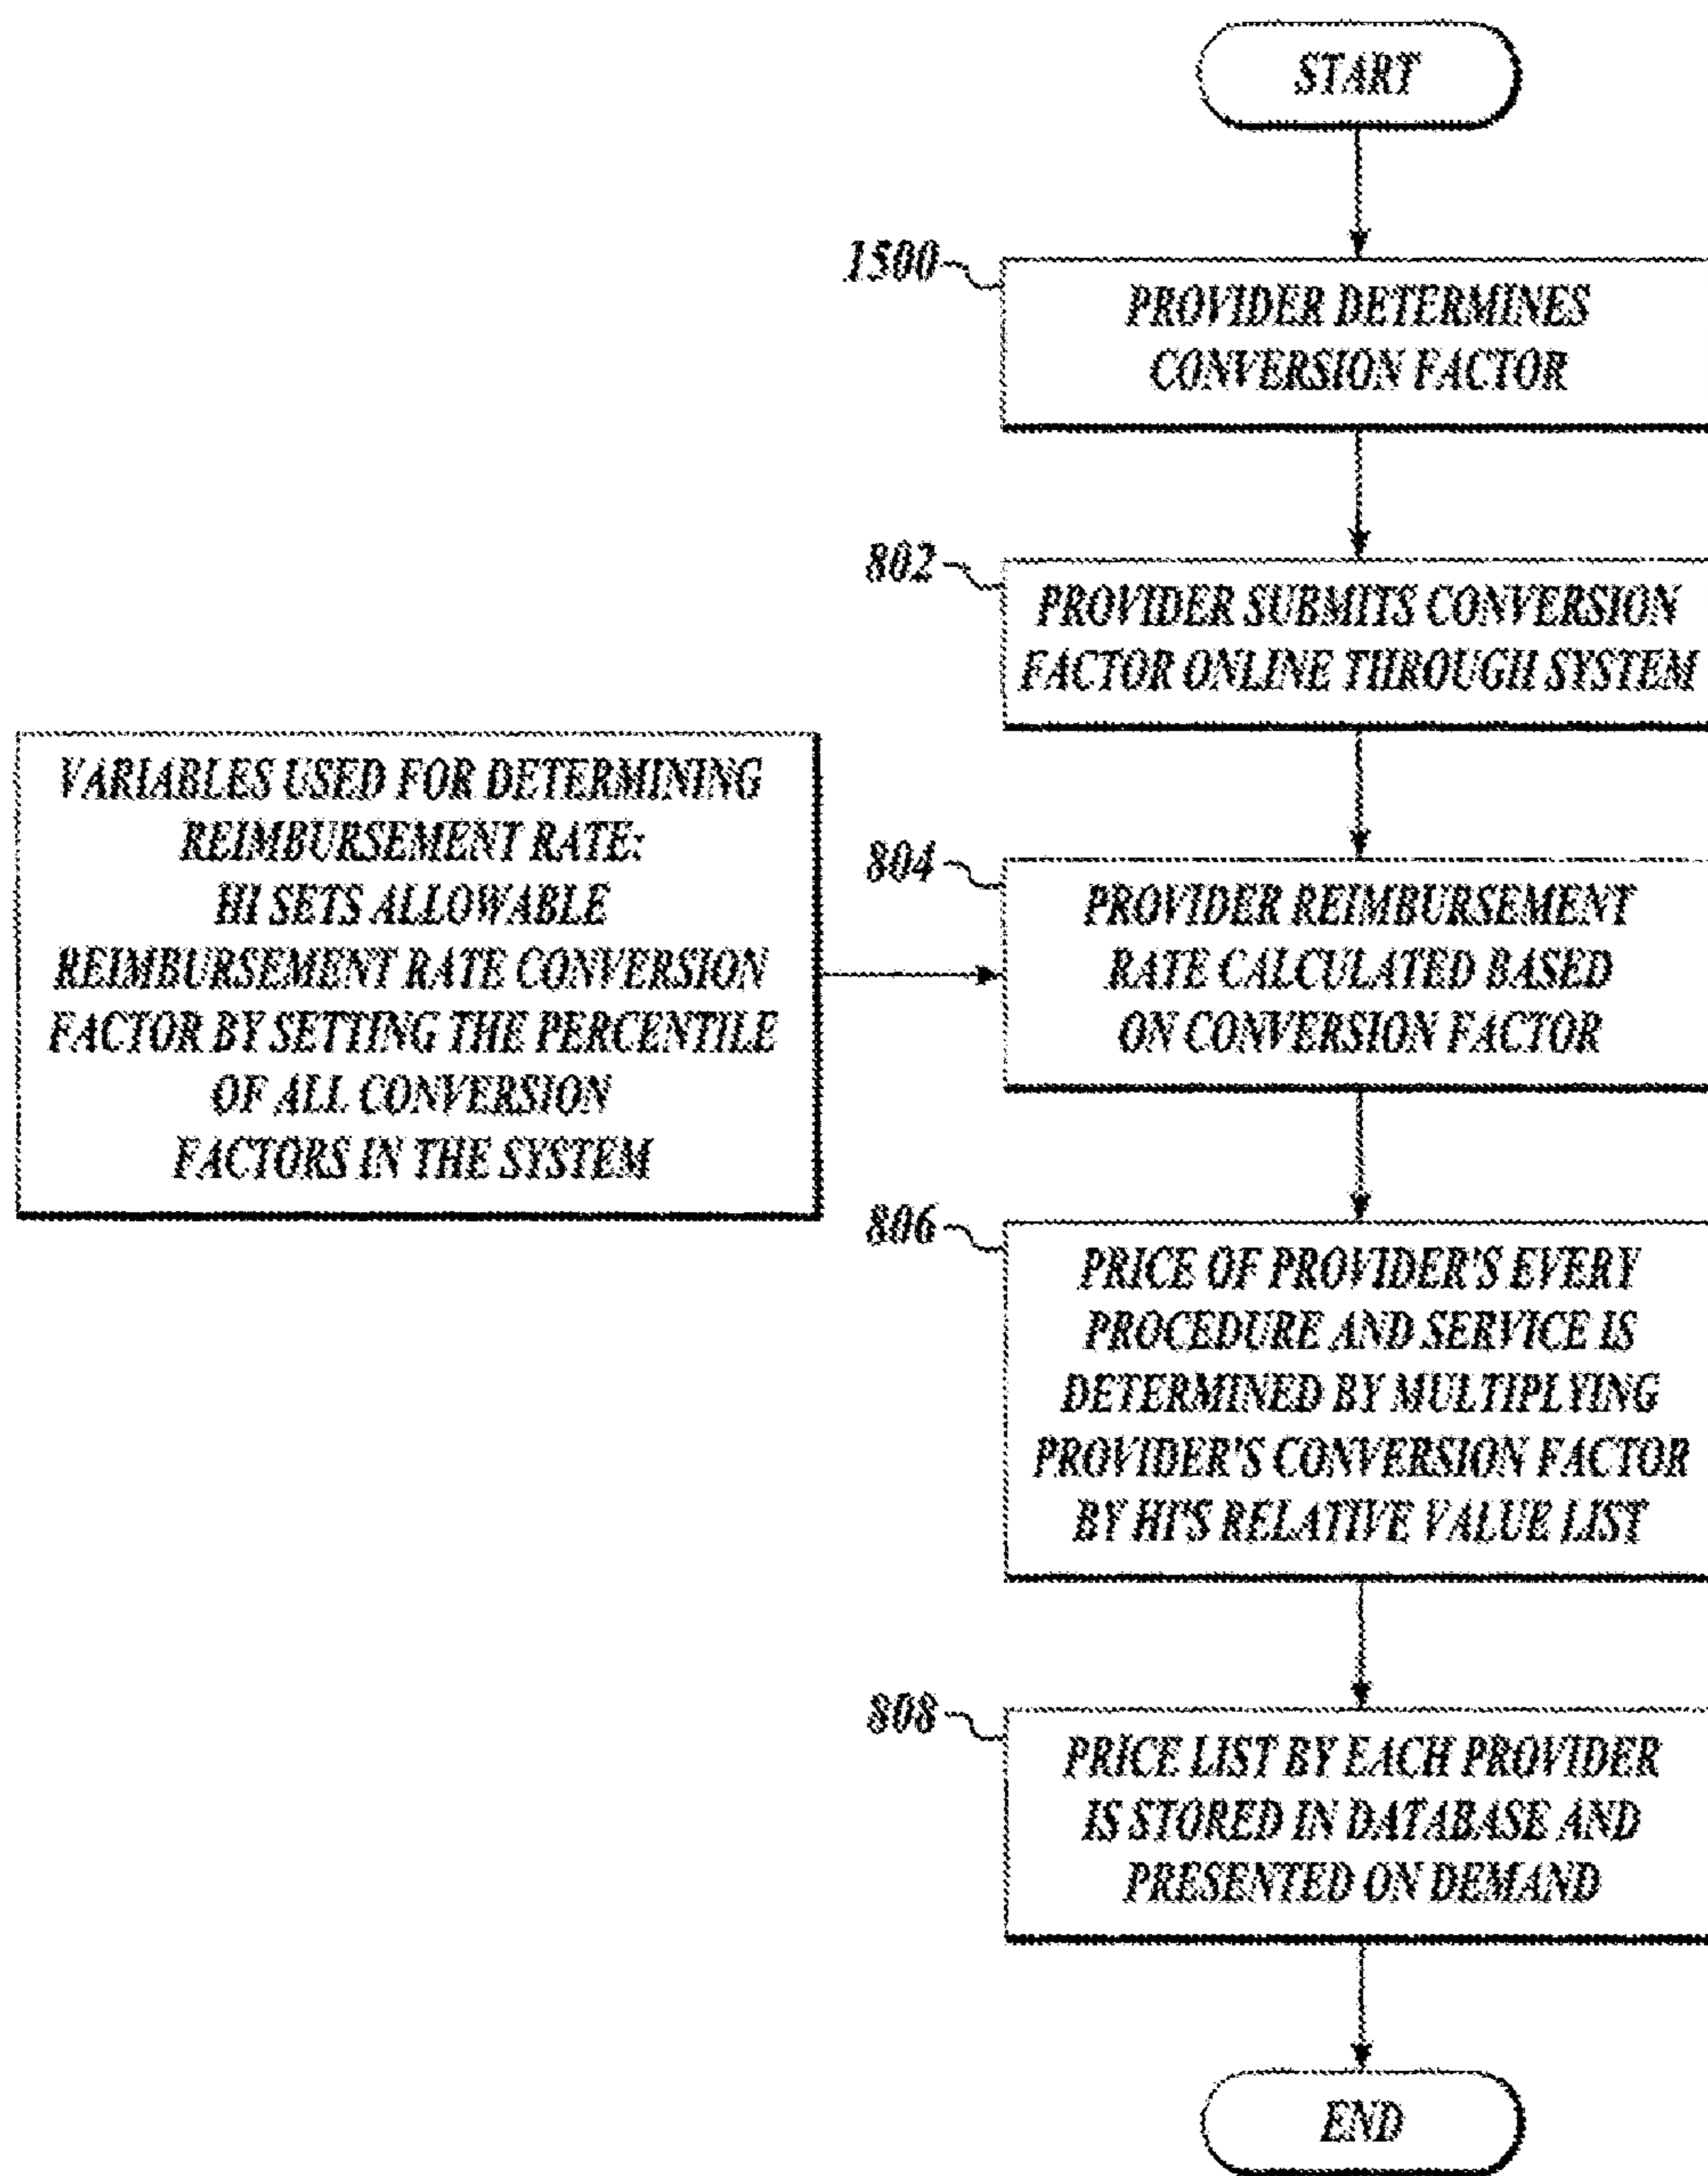 START
1500
PROVIDER DETERMINES
CONVERSION FACTOR
802
PROVIDER SUBMITS CONVERSION
FACTOR ONLINE THROUGH SYSTEM
VARIABLES USED FOR DETERMINING
REIMBURSEMENT RATE:
HI SETS ALLOWABLE
REIMBURSEMENT RATE CONVERSION
FACTOR BY SETTING THE PERCENTILE
OF ALL CONVERSION
FACTORS IN THE SYSTEM
804
PROVIDER REIMBURSEMENT
RATE CALCULATED BASED
ON CONVERSION FACTOR
806
PRICE OF PROVIDER'S EVERY
PROCEDURE AND SERVICE IS
DETERMINED BY MULTIPLYING
PROVIDER'S CONVERSION FACTOR
BY HI'S RELATIVE VALUE LIST
808
PRICE LIST BY EACH PROVIDER
IS STORED IN DATABASE AND
PRESENTED ON DEMAND
END